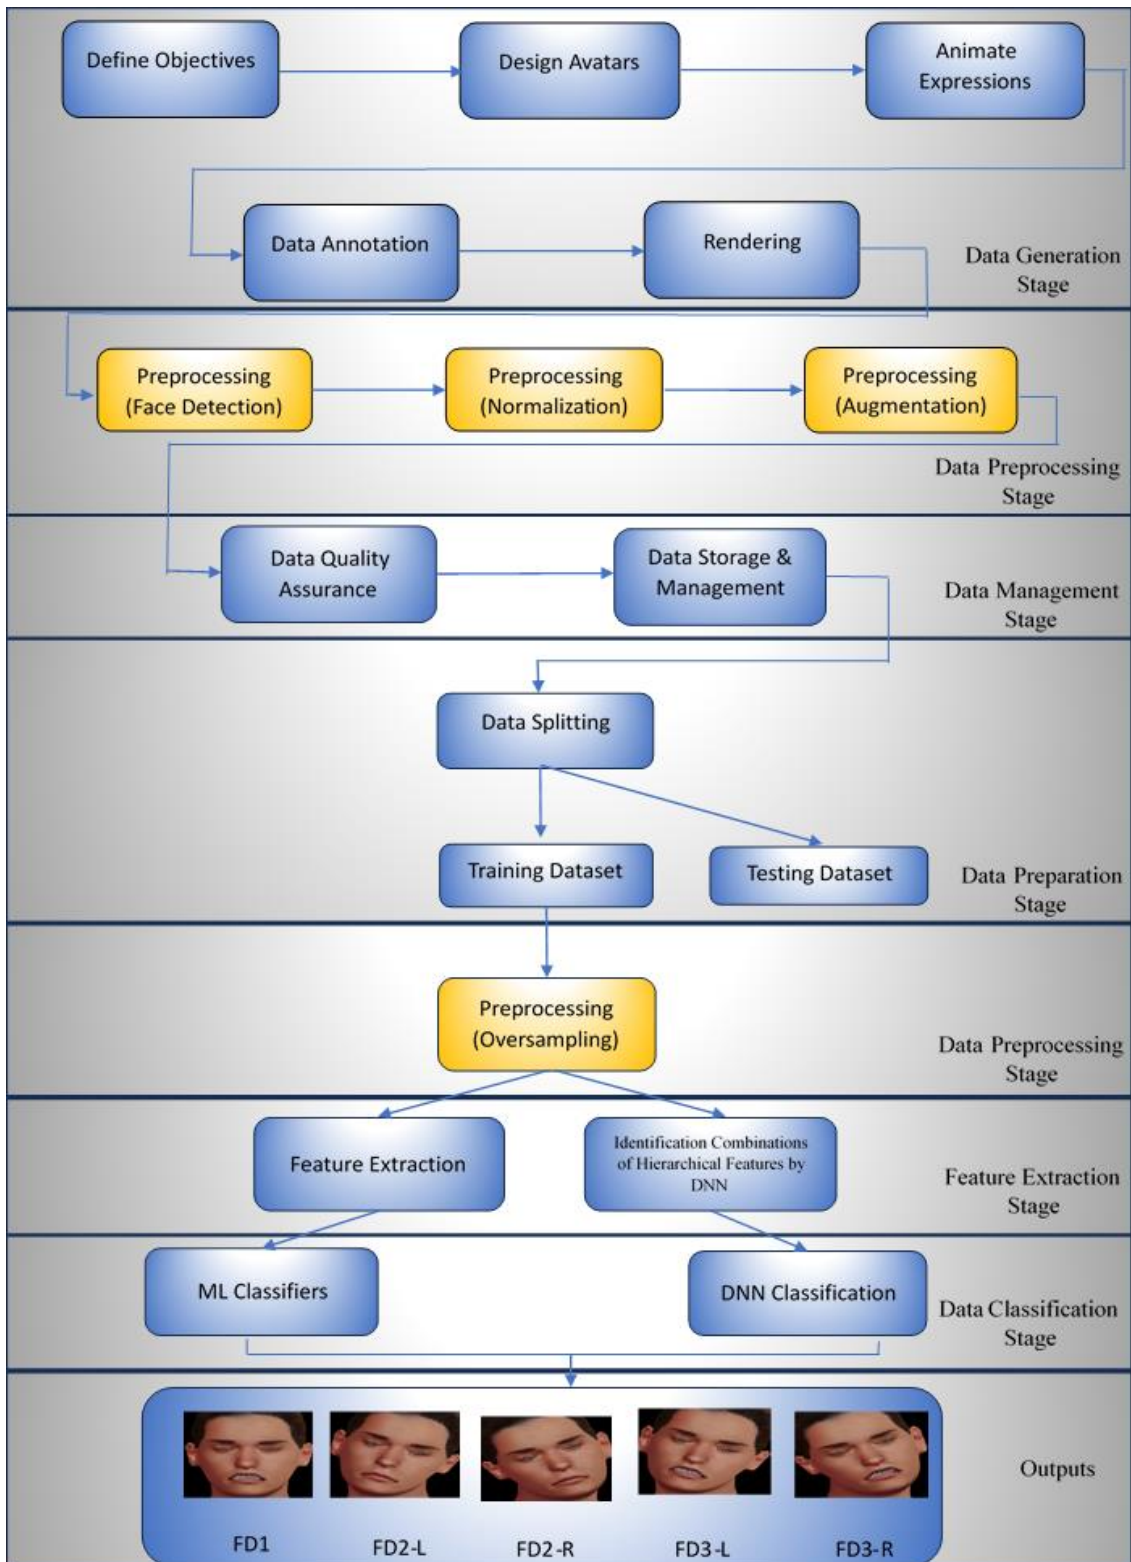 Define Objectives
Design Avatars
Animate
Expressions
Data Annotation
Rendering
Data Generation
Stage
Preprocessing
(Face Detection)
Preprocessing
(Normalization)
Preprocessing
(Augmentation)
Data Preprocessing
Stage
Data Quality
Assurance
Data Storage &
Management
Data Management
Stage
Data Splitting
Training Dataset
Testing Dataset
Data Preparation
Stage
Preprocessing
(Oversampling)
Data Preprocessing
Stage
Feature Extraction
Identification Combinations
of Hierarchical Features by
DNN
Feature Extraction
Stage
ML Classifiers
DNN Classification
Data Classification
Stage
Outputs
FD1
FD2-L
FD2-R
FD3-L
FD3-R